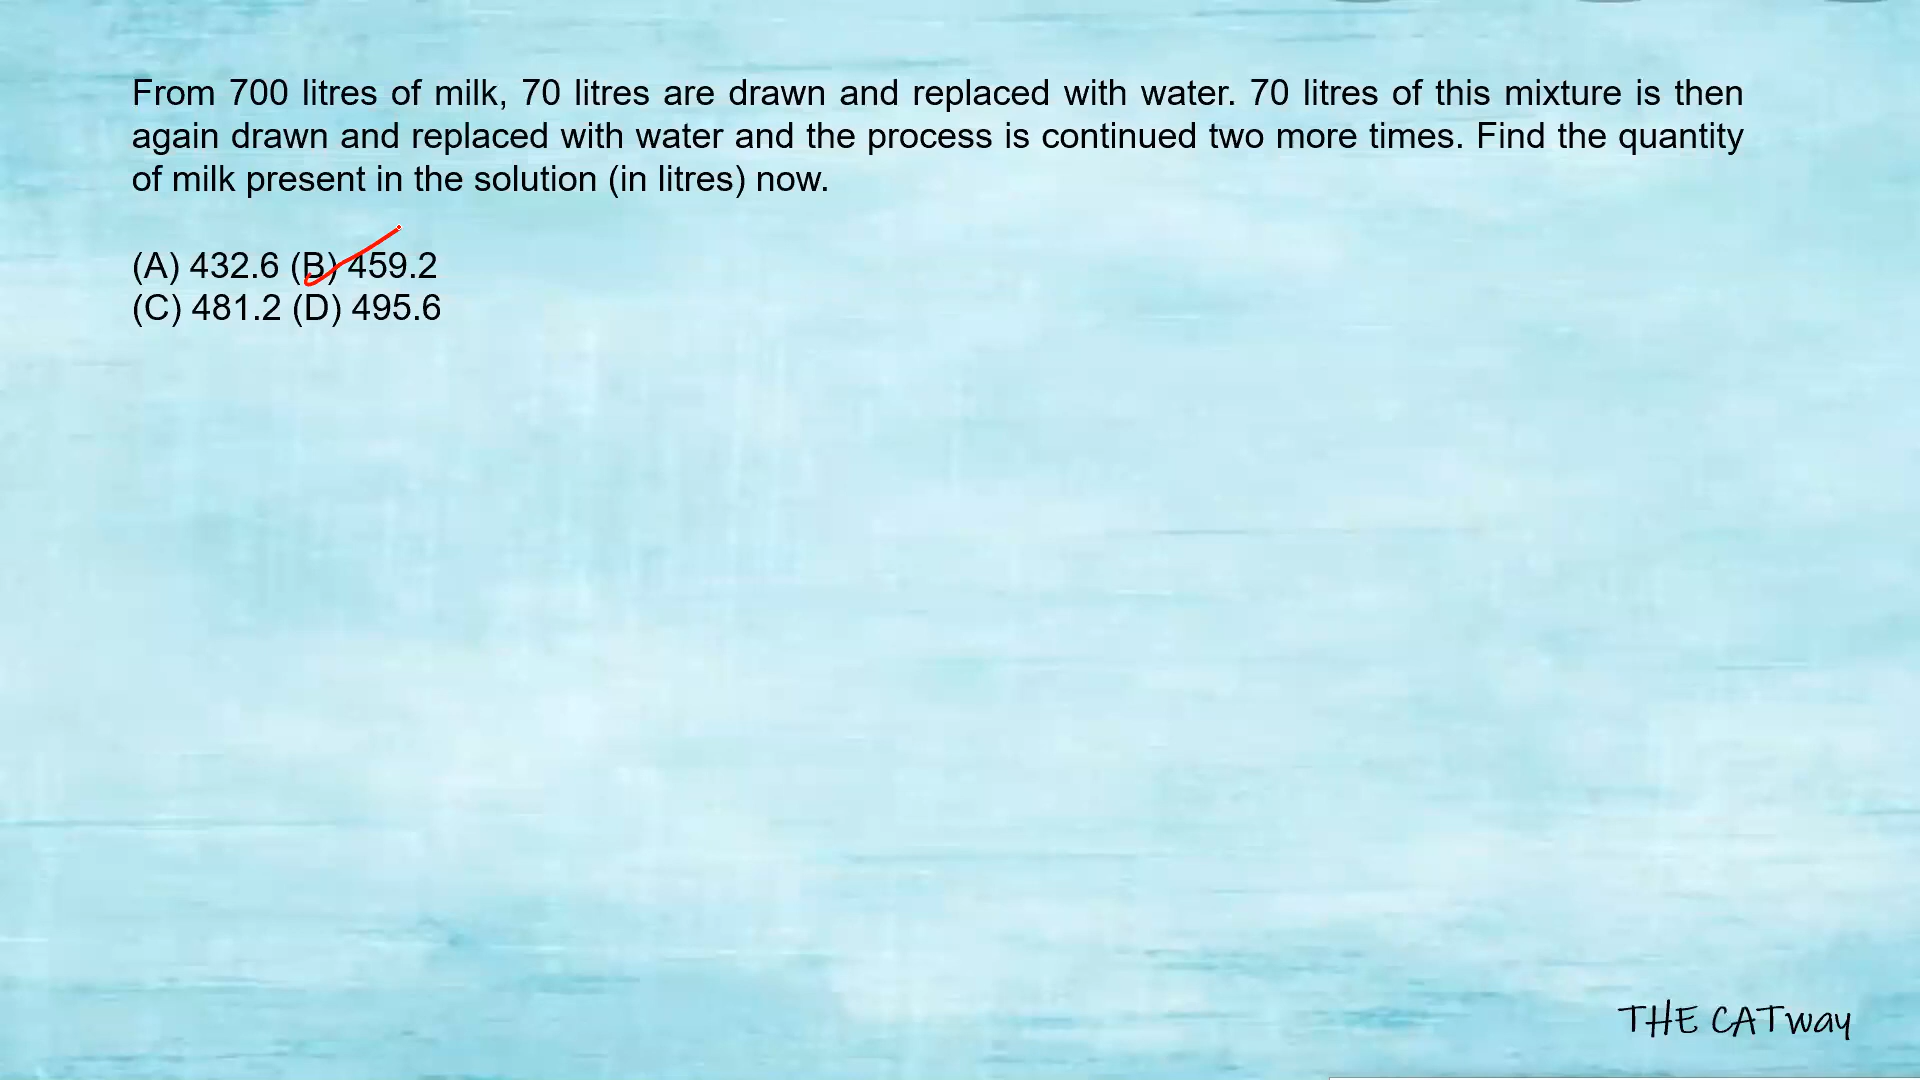 From 700 litres of milk, 70 litres are drawn and replaced with water. 70 litres of this mixture is then
again drawn and replaced with water and the process is continued two more times. Find the quantity
of milk present in the solution (in litres) now.
(A) 432.6 (B) 459.2
(C) 481.2 (D) 495.6
THE CATway